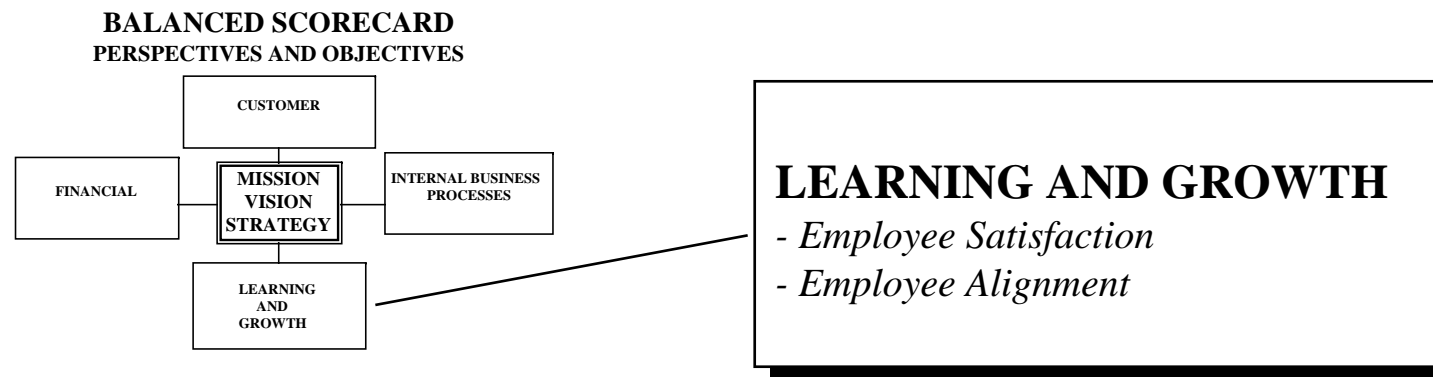 BALANCED SCORECARD
PERSPECTIVES AND OBJECTIVES
CUSTOMER
FINANCIAL
MISSION
VISION
STRATEGY
INTERNAL BUSINESS
PROCESSES
LEARNING
AND
GROWTH
LEARNING AND GROWTH
- Employee Satisfaction
- Employee Alignment